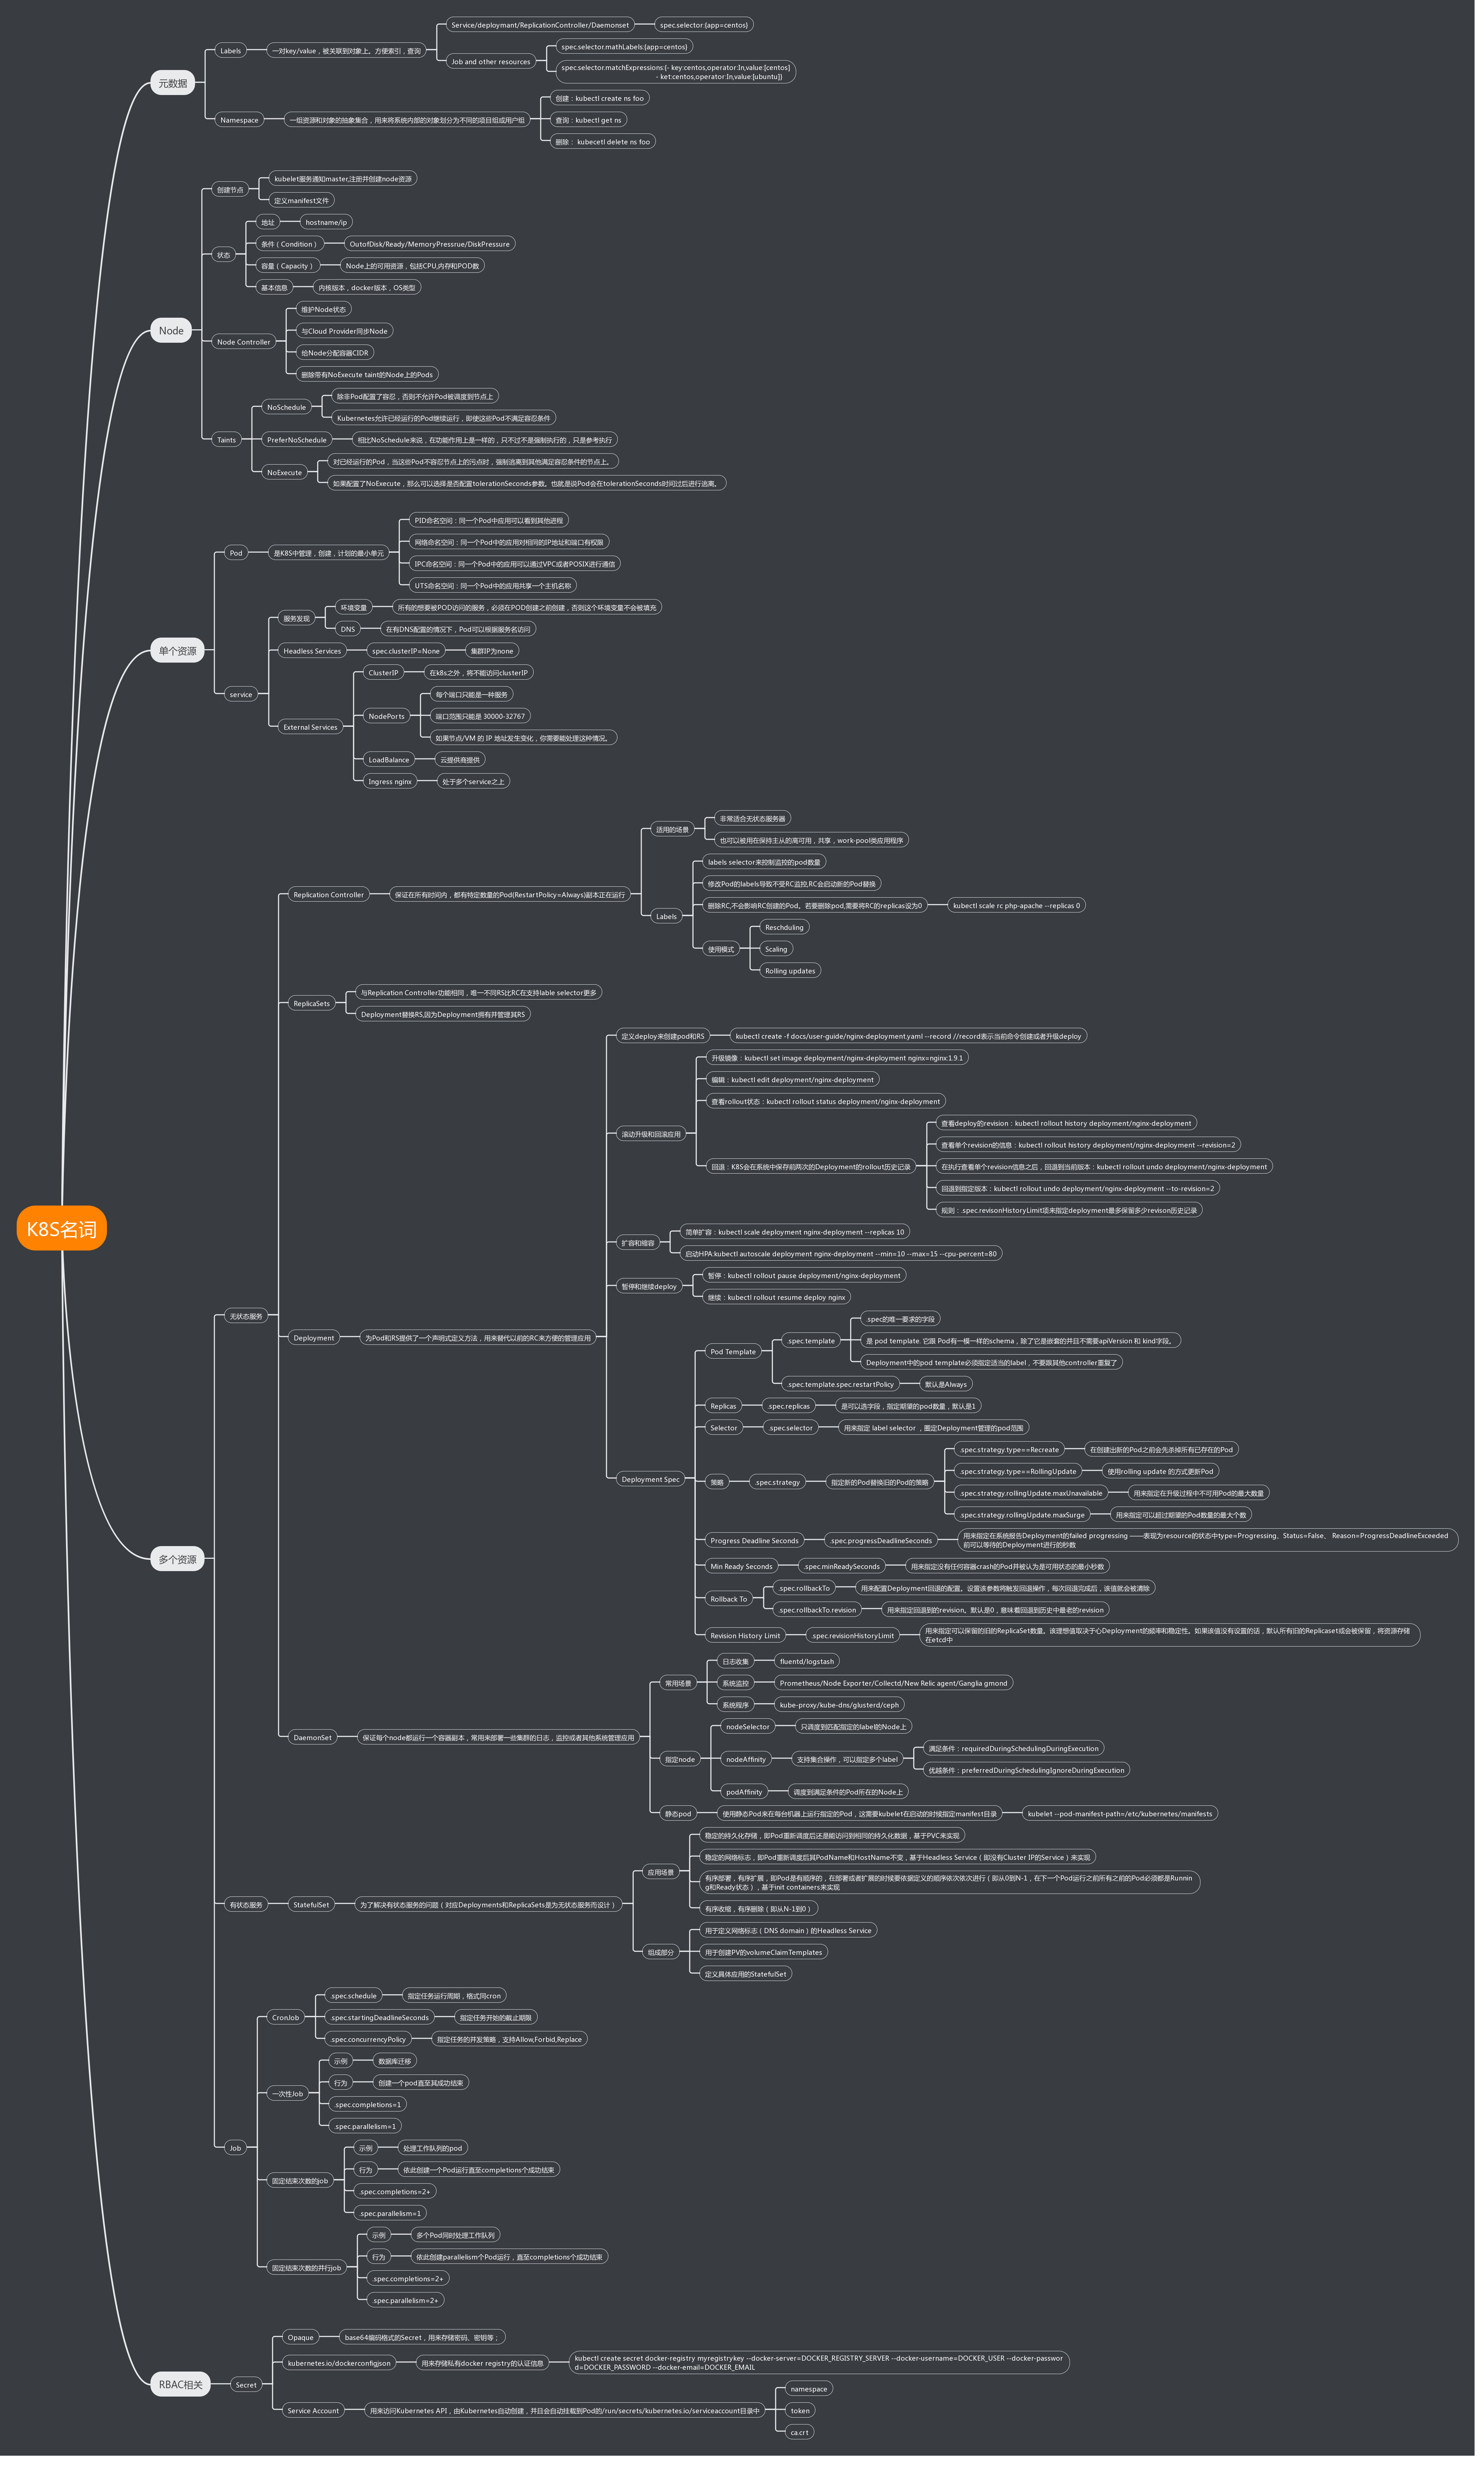 K8S名词
元数据
Labels
一对key/value，被关联到对象上。方便索引，查询
Service/deploymant/ReplicationController/Daemonset
spec.selector:{app=centos}
Job and other resources
spec.selector.mathLabels:{app=centos}
spec.selector.matchExpressions:{- key:centos,operator:In,value:[centos]
- ket:centos,operator:In,value:[ubuntu]}
Namespace
一组资源和对象的抽象集合，用来将系统内部的对象划分为不同的项目组或用户组
创建：kubectl create ns foo
查询：kubectl get ns
删除： kubecetl delete ns foo
Node
创建节点
kubelet服务通知master,注册并创建node资源
定义manifest文件
状态
地址
hostname/ip
条件（Condition）
OutofDisk/Ready/MemoryPressrue/DiskPressure
容量（Capacity）
Node上的可用资源，包括CPU,内存和POD数
基本信息
内核版本，docker版本，OS类型
Node Controller
维护Node状态
与Cloud Provider同步Node
给Node分配容器CIDR
删除带有NoExecute taint的Node上的Pods
Taints
NoSchedule
除非Pod配置了容忍，否则不允许Pod被调度到节点上
Kubernetes允许已经运行的Pod继续运行，即使这些Pod不满足容忍条件
PreferNoSchedule
相比NoSchedule来说，在功能作用上是一样的，只不过不是强制执行的，只是参考执行
NoExecute
对已经运行的Pod，当这些Pod不容忍节点上的污点时，强制逃离到其他满足容忍条件的节点上。
如果配置了NoExecute，那么可以选择是否配置tolerationSeconds参数。也就是说Pod会在tolerationSeconds时间过后进行逃离。
单个资源
Pod
是K8S中管理，创建，计划的最小单元
PID命名空间：同一个Pod中应用可以看到其他进程
网络命名空间：同一个Pod中的应用对相同的IP地址和端口有权限
IPC命名空间：同一个Pod中的应用可以通过VPC或者POSIX进行通信
UTS命名空间：同一个Pod中的应用共享一个主机名称
service
服务发现
环境变量
所有的想要被POD访问的服务，必须在POD创建之前创建，否则这个环境变量不会被填充
DNS
在有DNS配置的情况下，Pod可以根据服务名访问
Headless Services
spec.clusterIP=None
集群IP为none
External Services
ClusterIP
在k8s之外，将不能访问clusterIP
NodePorts
每个端口只能是一种服务
端口范围只能是 30000-32767
如果节点/VM 的 IP 地址发生变化，你需要能处理这种情况。
LoadBalance
云提供商提供
Ingress nginx
处于多个service之上
多个资源
无状态服务
Replication Controller
保证在所有时间内，都有特定数量的Pod(RestartPolicy=Always)副本正在运行
适用的场景
非常适合无状态服务器
也可以被用在保持主从的高可用，共享，work-pool类应用程序
Labels
labels selector来控制监控的pod数量
修改Pod的labels导致不受RC监控,RC会启动新的Pod替换
删除RC,不会影响RC创建的Pod。若要删除pod,需要将RC的replicas设为0
kubectl scale rc php-apache --replicas 0
使用模式
Reschduling
Scaling
Rolling updates
ReplicaSets
与Replication Controller功能相同，唯一不同RS比RC在支持lable selector更多
Deployment替换RS,因为Deployment拥有并管理其RS
Deployment
为Pod和RS提供了一个声明式定义方法，用来替代以前的RC来方便的管理应用
定义deploy来创建pod和RS
kubectl create -f docs/user-guide/nginx-deployment.yaml --record //record表示当前命令创建或者升级deploy
滚动升级和回滚应用
升级镜像：kubectl set image deployment/nginx-deployment nginx=nginx:1.9.1
编辑：kubectl edit deployment/nginx-deployment
查看rollout状态：kubectl rollout status deployment/nginx-deployment
回退：K8S会在系统中保存前两次的Deployment的rollout历史记录
查看deploy的revision：kubectl rollout history deployment/nginx-deployment
查看单个revision的信息：kubectl rollout history deployment/nginx-deployment --revision=2
在执行查看单个revision信息之后，回退到当前版本：kubectl rollout undo deployment/nginx-deployment
回退到指定版本：kubectl rollout undo deployment/nginx-deployment --to-revision=2
规则：.spec.revisonHistoryLimit项来指定deployment最多保留多少revison历史记录
扩容和缩容
简单扩容：kubectl scale deployment nginx-deployment --replicas 10
启动HPA:kubectl autoscale deployment nginx-deployment --min=10 --max=15 --cpu-percent=80
暂停和继续deploy
暂停：kubectl rollout pause deployment/nginx-deployment
继续：kubectl rollout resume deploy nginx
Deployment Spec
Pod Template
.spec.template
.spec的唯一要求的字段
是 pod template. 它跟 Pod有一模一样的schema，除了它是嵌套的并且不需要apiVersion 和 kind字段。
Deployment中的pod template必须指定适当的label，不要跟其他controller重复了
.spec.template.spec.restartPolicy
默认是Always
Replicas
.spec.replicas
是可以选字段，指定期望的pod数量，默认是1
Selector
.spec.selector
用来指定 label selector ，圈定Deployment管理的pod范围
策略
.spec.strategy
指定新的Pod替换旧的Pod的策略
.spec.strategy.type==Recreate
在创建出新的Pod之前会先杀掉所有已存在的Pod
.spec.strategy.type==RollingUpdate
使用rolling update 的方式更新Pod
.spec.strategy.rollingUpdate.maxUnavailable
用来指定在升级过程中不可用Pod的最大数量
.spec.strategy.rollingUpdate.maxSurge
用来指定可以超过期望的Pod数量的最大个数
Progress Deadline Seconds
.spec.progressDeadlineSeconds
用来指定在系统报告Deployment的failed progressing ——表现为resource的状态中type=Progressing、Status=False、 Reason=ProgressDeadlineExceeded
前可以等待的Deployment进行的秒数
Min Ready Seconds
.spec.minReadySeconds
用来指定没有任何容器crash的Pod并被认为是可用状态的最小秒数
Rollback To
.spec.rollbackTo
用来配置Deployment回退的配置。设置该参数将触发回退操作，每次回退完成后，该值就会被清除
.spec.rollbackTo.revision
用来指定回退到的revision。默认是0，意味着回退到历史中最老的revision
Revision History Limit
.spec.revisionHistoryLimit
用来指定可以保留的旧的ReplicaSet数量。该理想值取决于心Deployment的频率和稳定性。如果该值没有设置的话，默认所有旧的Replicaset或会被保留，将资源存储
在etcd中
DaemonSet
保证每个node都运行一个容器副本，常用来部署一些集群的日志，监控或者其他系统管理应用
常用场景
日志收集
fluentd/logstash
系统监控
Prometheus/Node Exporter/Collectd/New Relic agent/Ganglia gmond
系统程序
kube-proxy/kube-dns/glusterd/ceph
指定node
nodeSelector
只调度到匹配指定的label的Node上
nodeAffinity
支持集合操作，可以指定多个label
满足条件：requiredDuringSchedulingDuringExecution
优越条件：preferredDuringSchedulingIgnoreDuringExecution
podAffinity
调度到满足条件的Pod所在的Node上
静态pod
使用静态Pod来在每台机器上运行指定的Pod，这需要kubelet在启动的时候指定manifest目录
kubelet --pod-manifest-path=/etc/kubernetes/manifests
有状态服务
StatefulSet
为了解决有状态服务的问题（对应Deployments和ReplicaSets是为无状态服务而设计）
应用场景
稳定的持久化存储，即Pod重新调度后还是能访问到相同的持久化数据，基于PVC来实现
稳定的网络标志，即Pod重新调度后其PodName和HostName不变，基于Headless Service（即没有Cluster IP的Service）来实现
有序部署，有序扩展，即Pod是有顺序的，在部署或者扩展的时候要依据定义的顺序依次依次进行（即从0到N-1，在下一个Pod运行之前所有之前的Pod必须都是Runnin
g和Ready状态），基于init containers来实现
有序收缩，有序删除（即从N-1到0）
组成部分
用于定义网络标志（DNS domain）的Headless Service
用于创建PV的volumeClaimTemplates
定义具体应用的StatefulSet
Job
CronJob
.spec.schedule
指定任务运行周期，格式同cron
.spec.startingDeadlineSeconds
指定任务开始的截止期限
.spec.concurrencyPolicy
指定任务的并发策略，支持Allow,Forbid,Replace
一次性Job
示例
数据库迁移
行为
创建一个pod直至其成功结束
.spec.completions=1
.spec.parallelism=1
固定结束次数的job
示例
处理工作队列的pod
行为
依此创建一个Pod运行直至completions个成功结束
.spec.completions=2+
.spec.parallelism=1
固定结束次数的并行job
示例
多个Pod同时处理工作队列
行为
依此创建parallelism个Pod运行，直至completions个成功结束
.spec.completions=2+
.spec.parallelism=2+
RBAC相关
Secret
Opaque
base64编码格式的Secret，用来存储密码、密钥等；
kubernetes.io/dockerconfigjson
用来存储私有docker registry的认证信息
kubectl create secret docker-registry myregistrykey --docker-server=DOCKER_REGISTRY_SERVER --docker-username=DOCKER_USER --docker-passwor
d=DOCKER_PASSWORD --docker-email=DOCKER_EMAIL
Service Account
用来访问Kubernetes API，由Kubernetes自动创建，并且会自动挂载到Pod的/run/secrets/kubernetes.io/serviceaccount目录中
namespace
token
ca.crt